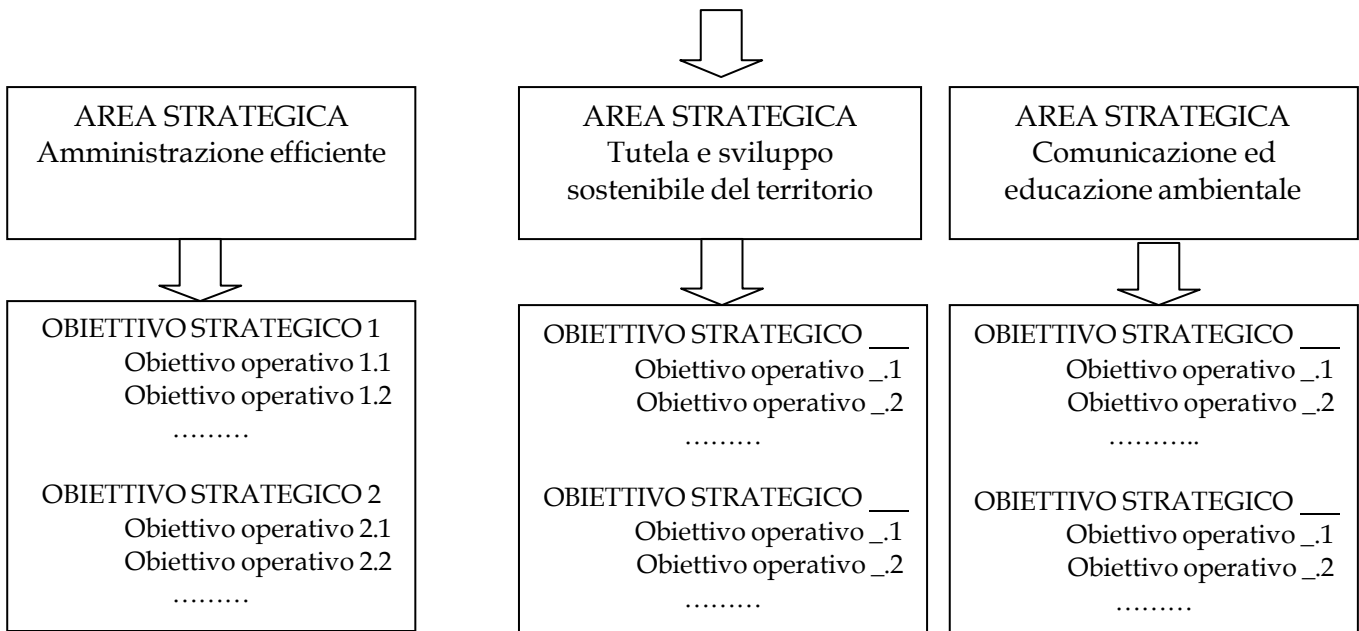 AREA STRATEGICA
Amministrazione efficiente
AREA STRATEGICA
Tutela e sviluppo
sostenibile del territorio
AREA STRATEGICA
Comunicazione ed
educazione ambientale
OBIETTIVO STRATEGICO 1
Obiettivo operativo 1.1
Obiettivo operativo 1.2
………
OBIETTIVO STRATEGICO 2
Obiettivo operativo 2.1
Obiettivo operativo 2.2
………
OBIETTIVO STRATEGICO ___
Obiettivo operativo _.1
Obiettivo operativo _.2
………
OBIETTIVO STRATEGICO ___
Obiettivo operativo _.1
Obiettivo operativo _.2
………
OBIETTIVO STRATEGICO ___
Obiettivo operativo _.1
Obiettivo operativo _.2
………..
OBIETTIVO STRATEGICO ___
Obiettivo operativo _.1
Obiettivo operativo _.2
………